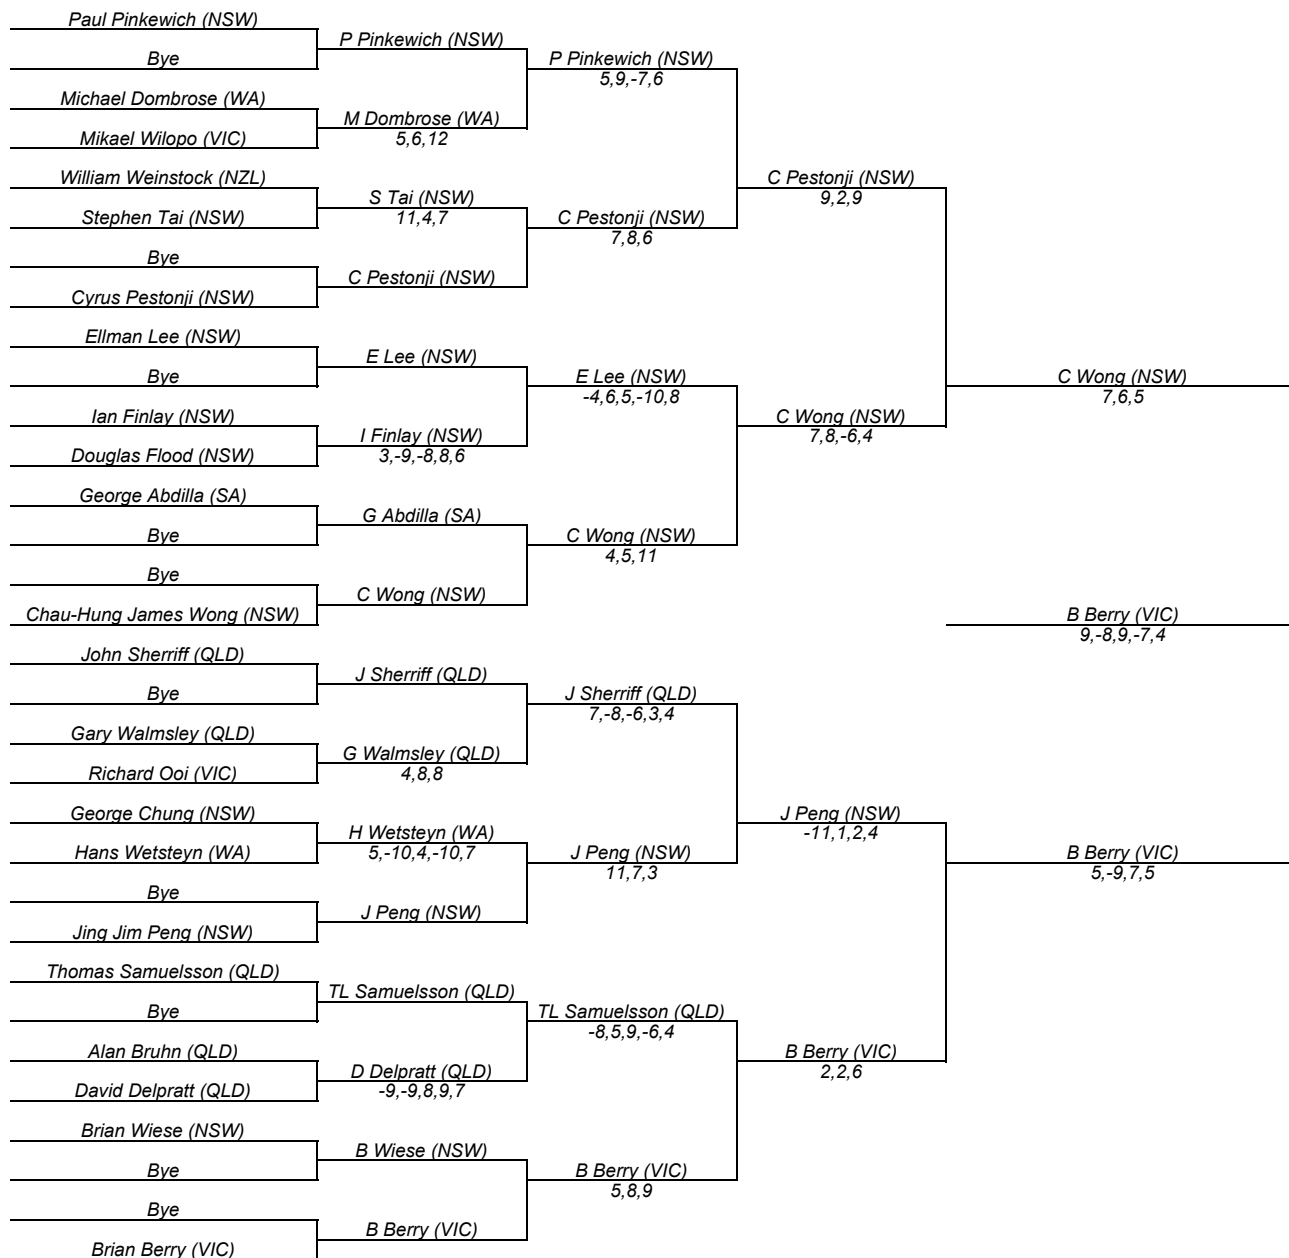 Paul Pinkewich (NSW)
Bye
Michael Dombrose (WA)
Mikael Wilopo (VIC)
William Weinstock (NZL)
Stephen Tai (NSW)
Bye
Cyrus Pestonji (NSW)
Ellman Lee (NSW)
Bye
Ian Finlay (NSW)
Douglas Flood (NSW)
George Abdilla (SA)
Bye
Bye
Chau-Hung James Wong (NSW)
John Sherriff (QLD)
Bye
Gary Walmsley (QLD)
Richard Ooi (VIC)
George Chung (NSW)
Hans Wetsteyn (WA)
Bye
Jing Jim Peng (NSW)
Thomas Samuelsson (QLD)
Bye
Alan Bruhn (QLD)
David Delpratt (QLD)
Brian Wiese (NSW)
Bye
Bye
Brian Berry (VIC)
P Pinkewich (NSW)
M Dombrose (WA)
5,6,12
S Tai (NSW)
11,4,7
C Pestonji (NSW)
E Lee (NSW)
I Finlay (NSW)
3,-9,-8,8,6
G Abdilla (SA)
C Wong (NSW)
J Sherriff (QLD)
G Walmsley (QLD)
4,8,8
H Wetsteyn (WA)
5,-10,4,-10,7
J Peng (NSW)
TL Samuelsson (QLD)
D Delpratt (QLD)
-9,-9,8,9,7
B Wiese (NSW)
B Berry (VIC)
P Pinkewich (NSW)
5,9,-7,6
C Pestonji (NSW)
7,8,6
E Lee (NSW)
-4,6,5,-10,8
C Wong (NSW)
4,5,11
J Sherriff (QLD)
7,-8,-6,3,4
J Peng (NSW)
11,7,3
TL Samuelsson (QLD)
-8,5,9,-6,4
B Berry (VIC)
5,8,9
C Pestonji (NSW)
9,2,9
C Wong (NSW)
7,8,-6,4
J Peng (NSW)
-11,1,2,4
B Berry (VIC)
2,2,6
C Wong (NSW)
7,6,5
B Berry (VIC)
9,-8,9,-7,4
B Berry (VIC)
5,-9,7,5